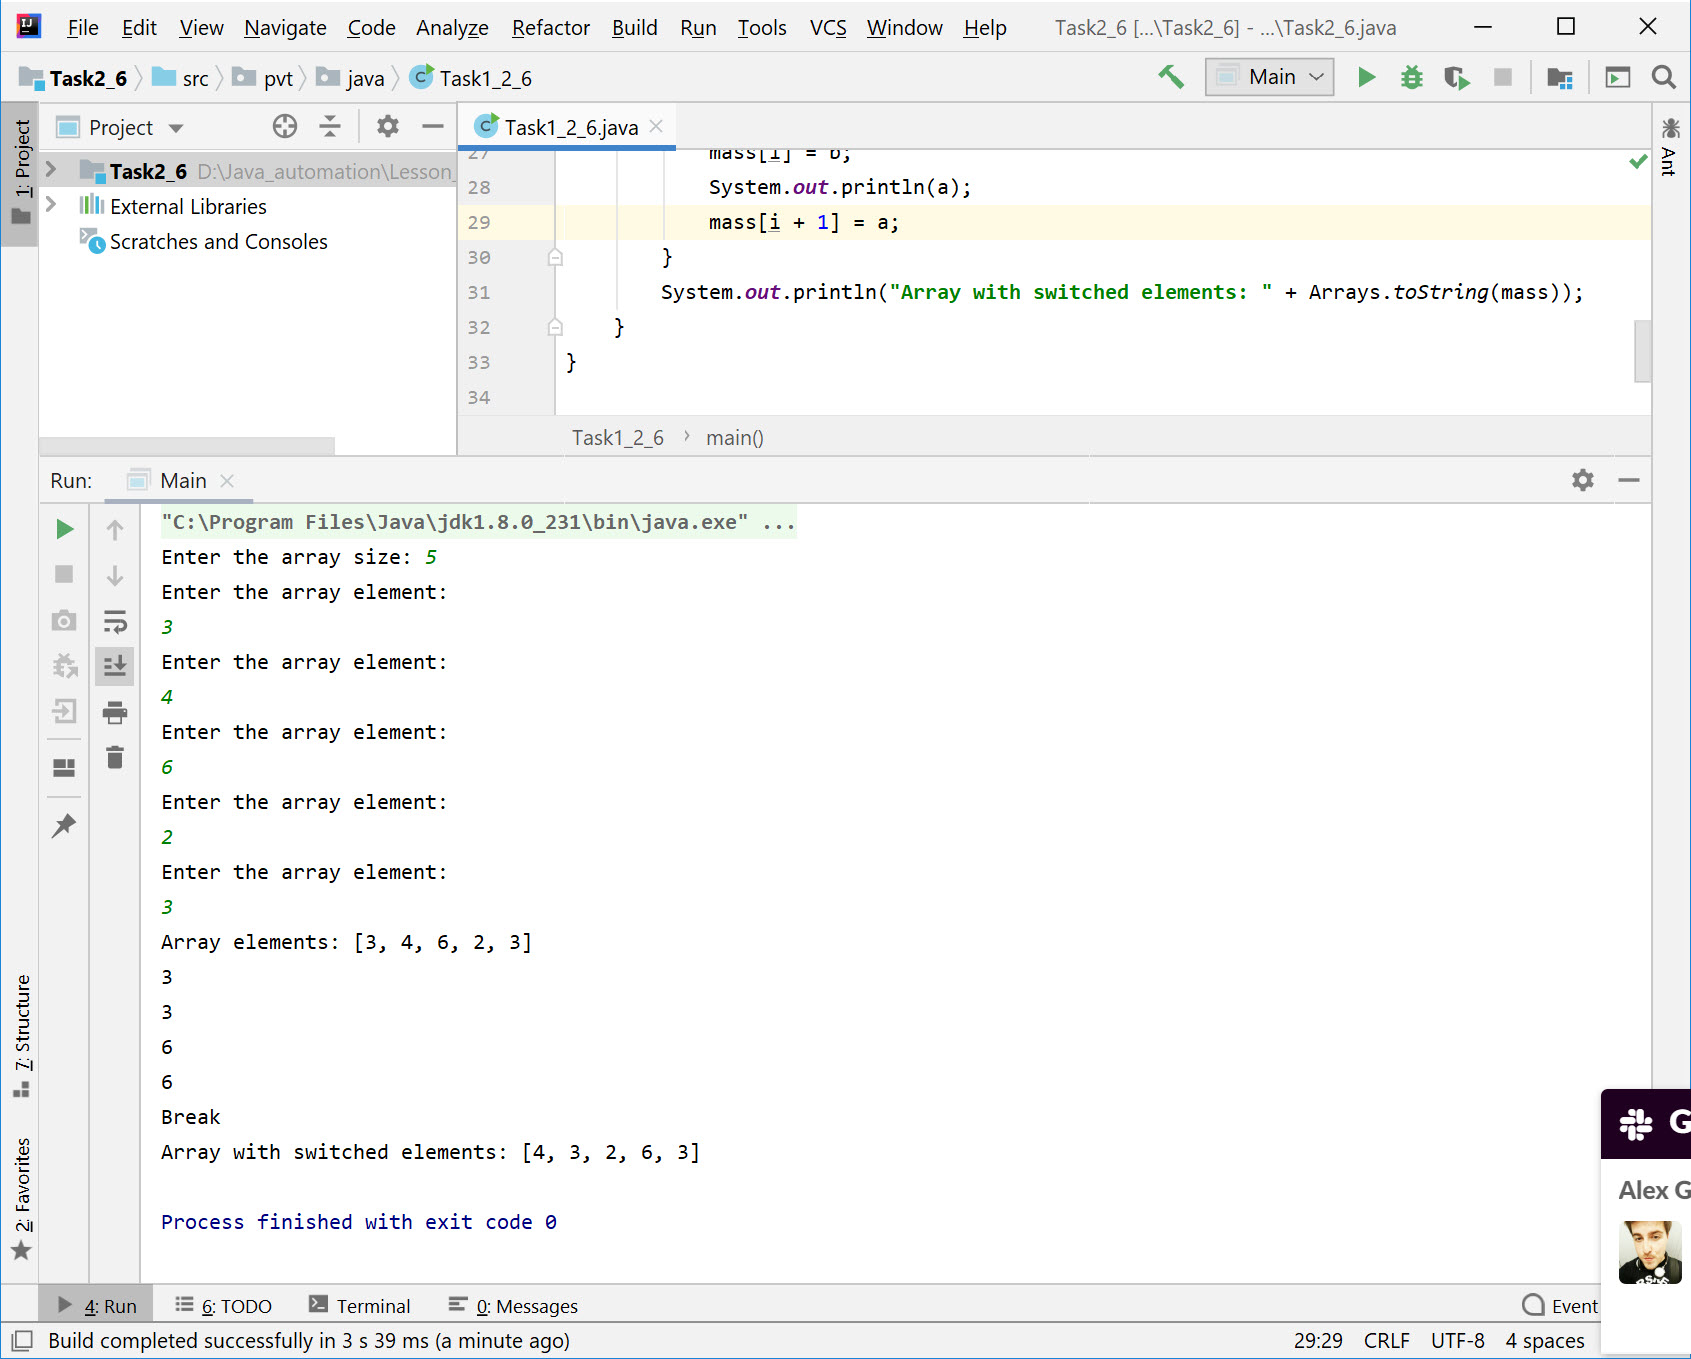 File Edit View Navigate Code Analyze Refactor Build Run Tools VCS Window Help Task2_6 [...\Task2_6] - ...\Task2_6.java
Task2_6 src pvt java Task1_2_6 Main
1: Project
Project
Task1_2_6.java
Ant
Task2_6 D:\Java_automation\Lesson_
External Libraries
Scratches and Consoles
27 mass[i] = b;
28 System.out.println(a);
29 mass[i + 1] = a;
30 }
31 System.out.println("Array with switched elements: " + Arrays.toString(mass));
32 }
33 }
34
Task1_2_6 › main()
Run: Main
"C:\Program Files\Java\jdk1.8.0_231\bin\java.exe" ...
Enter the array size: 5
Enter the array element:
3
Enter the array element:
4
Enter the array element:
6
Enter the array element:
2
Enter the array element:
3
Array elements: [3, 4, 6, 2, 3]
3
3
6
6
Break
Array with switched elements: [4, 3, 2, 6, 3]
Process finished with exit code 0
7: Structure
2: Favorites
G
Alex G
4: Run 6: TODO Terminal 0: Messages Event
Build completed successfully in 3 s 39 ms (a minute ago) 29:29 CRLF UTF-8 4 spaces